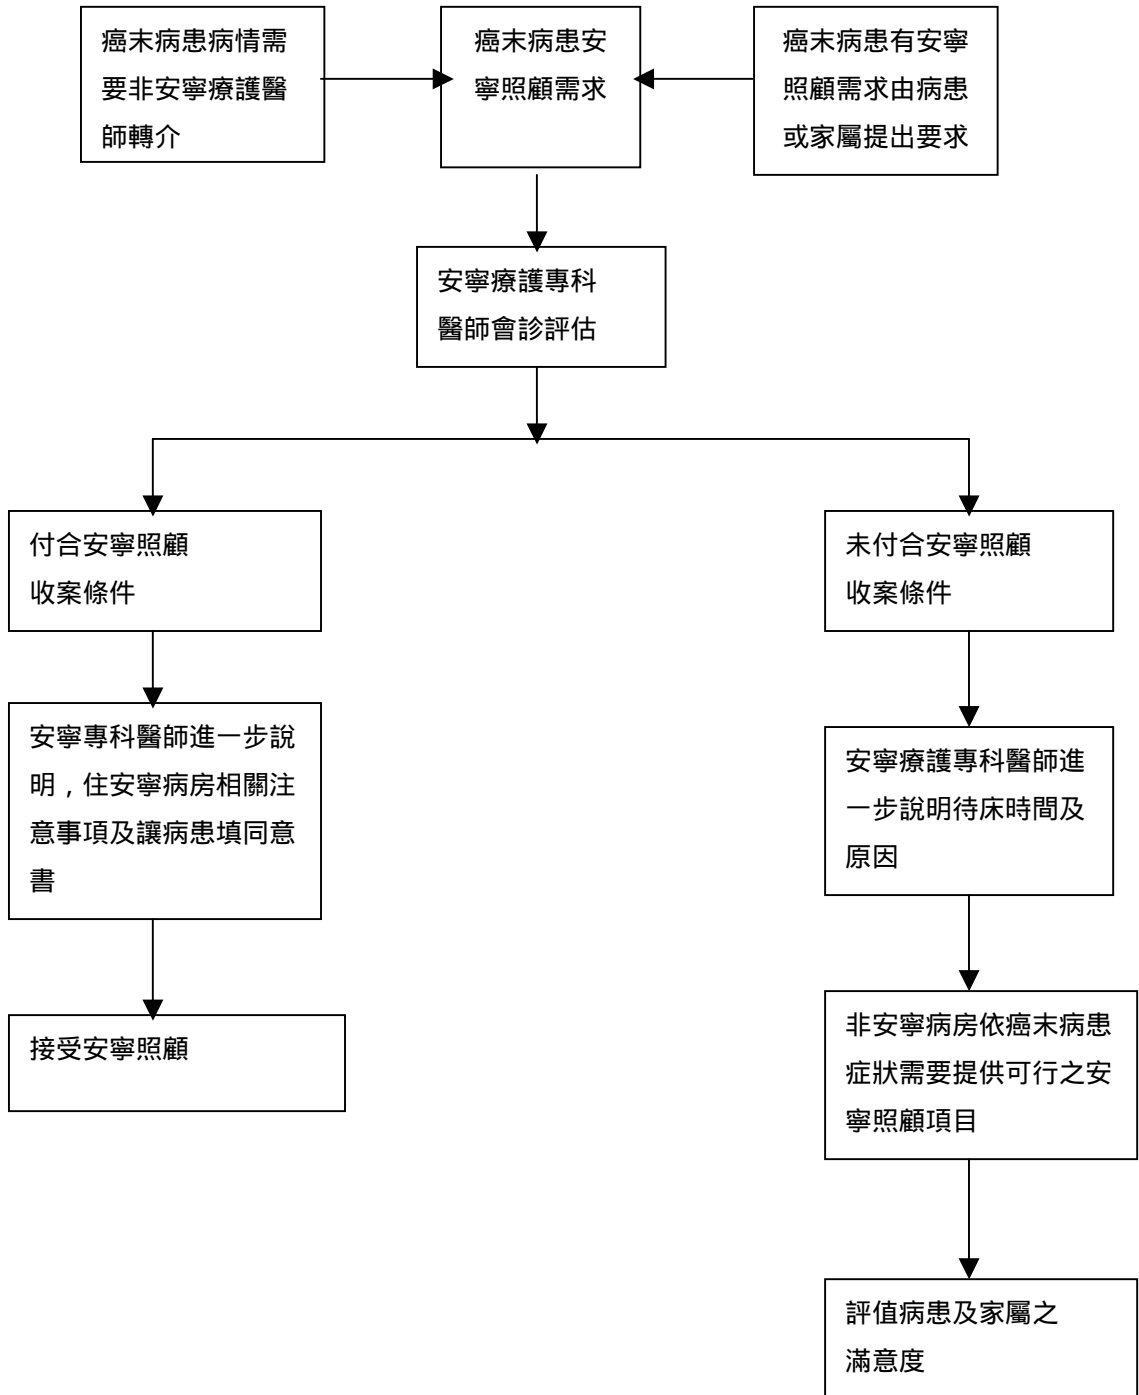 癌末病患病情需
要非安寧療護醫
師轉介
癌末病患安
寧照顧需求
癌末病患有安寧
照顧需求由病患
或家屬提出要求
安寧療護專科
醫師會診評估
付合安寧照顧
收案條件
未付合安寧照顧
收案條件
安寧專科醫師進一步說
明，住安寧病房相關注
意事項及讓病患填同意
書
安寧療護專科醫師進
一步說明待床時間及
原因
接受安寧照顧
非安寧病房依癌末病患
症狀需要提供可行之安
寧照顧項目
評值病患及家屬之
滿意度